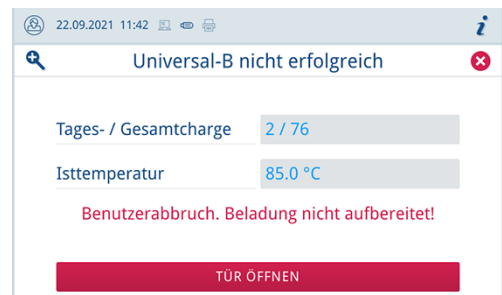 22.09.2021 11:42
Universal-B nicht erfolgreich
Tages- / Gesamtcharge 2 / 76
Isttemperatur 85.0 °C
Benutzerabbruch. Beladung nicht aufbereitet!
TÜR ÖFFNEN